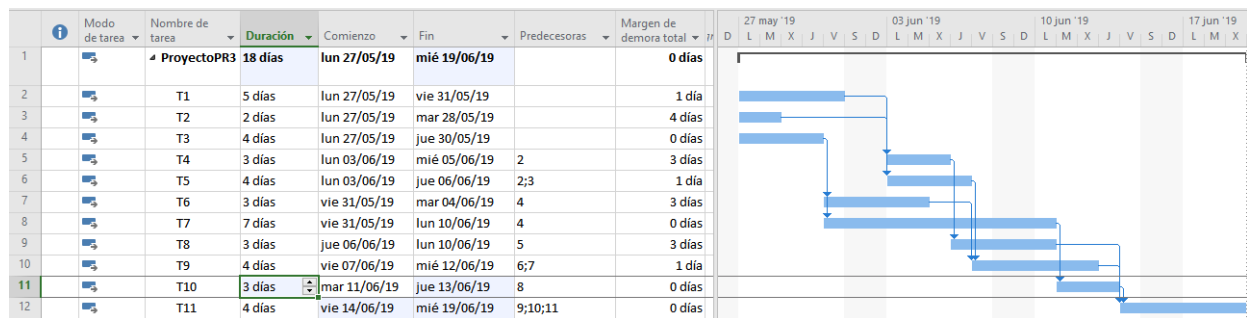 Modo de tarea Nombre de tarea Duración Comienzo Fin Predecesoras Margen de demora total
27 may '19 03 jun '19 10 jun '19 17 jun '19
D L M X J V S D L M X J V S D L M X J V S D L M X
1 ProyectoPR3 18 días lun 27/05/19 mié 19/06/19 0 días
2 T1 5 días lun 27/05/19 vie 31/05/19 1 día
3 T2 2 días lun 27/05/19 mar 28/05/19 4 días
4 T3 4 días lun 27/05/19 jue 30/05/19 0 días
5 T4 3 días lun 03/06/19 mié 05/06/19 2 3 días
6 T5 4 días lun 03/06/19 jue 06/06/19 2;3 1 día
7 T6 3 días vie 31/05/19 mar 04/06/19 4 3 días
8 T7 7 días vie 31/05/19 lun 10/06/19 4 0 días
9 T8 3 días jue 06/06/19 lun 10/06/19 5 3 días
10 T9 4 días vie 07/06/19 mié 12/06/19 6;7 1 día
11 T10 3 días mar 11/06/19 jue 13/06/19 8 0 días
12 T11 4 días vie 14/06/19 mié 19/06/19 9;10;11 0 días